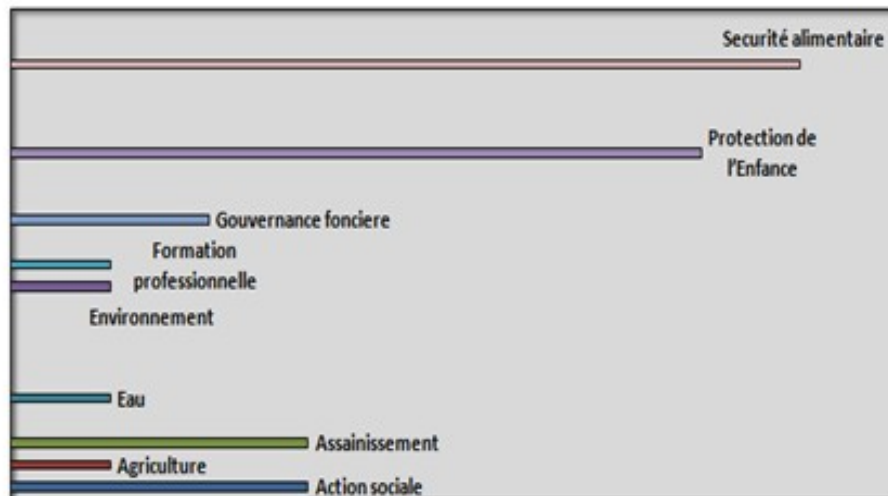 Securité alimentaire
Protection de
l'Enfance
Gouvernance fonciere
Formation
professionnelle
Environnement
Eau
Assainissement
Agriculture
Action sociale